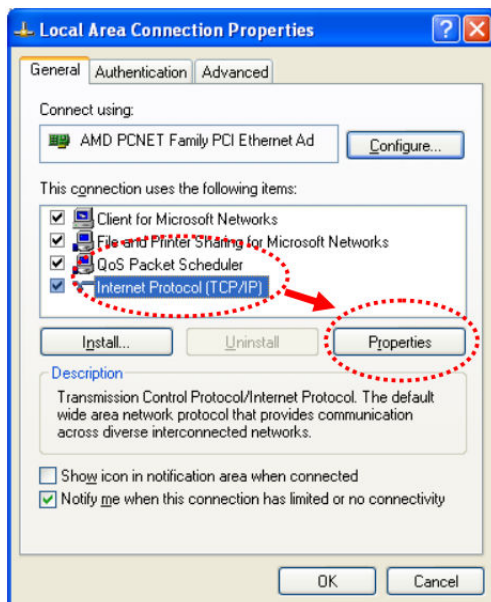 Local Area Connection Properties
General Authentication Advanced
Connect using:
AMD PCNET Family PCI Ethernet Ad
Configure...
This connection uses the following items:
Client for Microsoft Networks
File and Printer Sharing for Microsoft Networks
QoS Packet Scheduler
Internet Protocol (TCP/IP)
Install... Uninstall Properties
Description
Transmission Control Protocol/Internet Protocol. The default
wide area network protocol that provides communication
across diverse interconnected networks.
Show icon in notification area when connected
Notify me when this connection has limited or no connectivity
OK Cancel